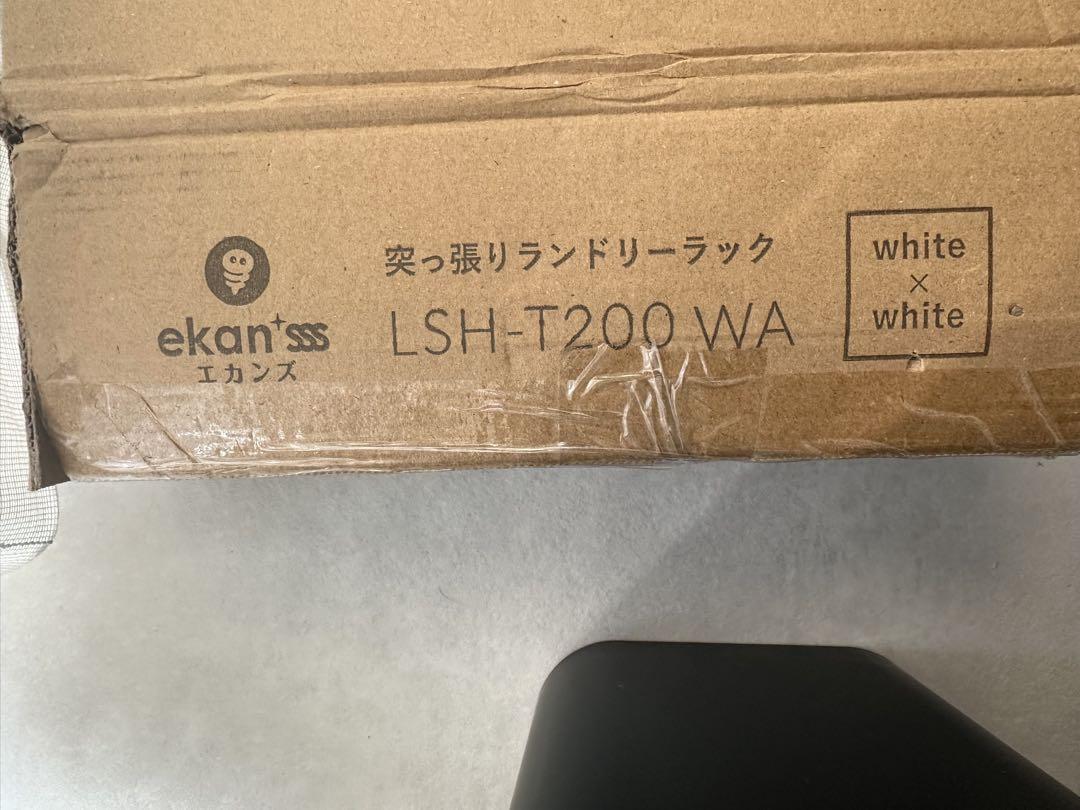 突っ張りランドリーラック
ekan+sss
エカンズ
LSH-T200 WA
white
×
white